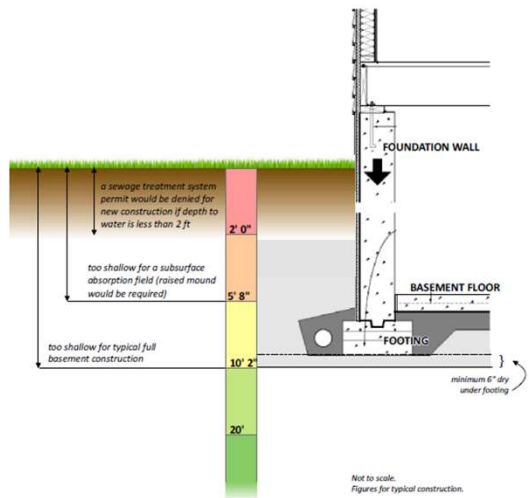 FOUNDATION WALL
a sewage treatment system
permit would be denied for
new construction if depth to
water is less than 2 ft
2' 0"
too shallow for a subsurface
absorption field (raised mound
would be required)
5' 8"
BASEMENT FLOOR
too shallow for typical full
basement construction
FOOTING
10' 2"
}
minimum 6" dry
under footing
20'
Not to scale.
Figures for typical construction.